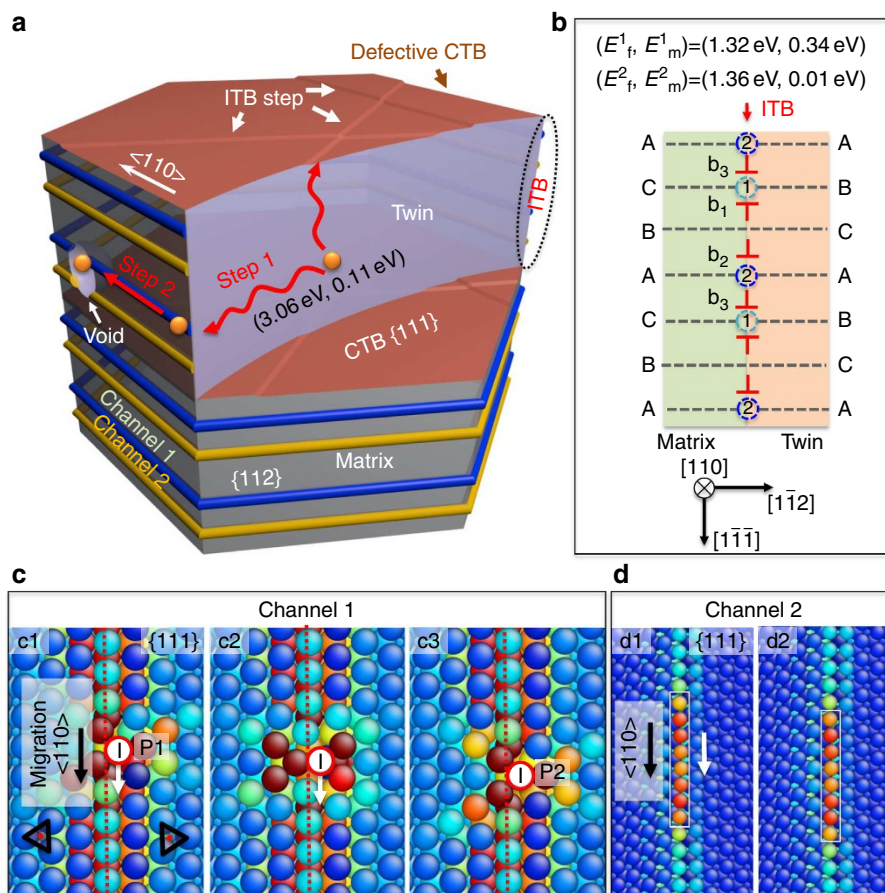 a
Defective CTB
ITB step
<110>
Twin
ITB
Step 1
(3.06 eV, 0.11 eV)
Step 2
Void
CTB {111}
Channel 1
Channel 2
Matrix
{112}
b
(E¹f, E¹m)=(1.32 eV, 0.34 eV)
(E²f, E²m)=(1.36 eV, 0.01 eV)
ITB
A 2 A
b₃
C 1 B
b₁
B C
b₂
A 2 A
b₃
C 1 B
B C
A 2 A
Matrix Twin
[110]
[11̄2]
[11̄1̄]
c
Channel 1
c1 {111}
Migration
<110>
I P1
c2
I
c3
I P2
d
Channel 2
d1 {111}
<110>
d2